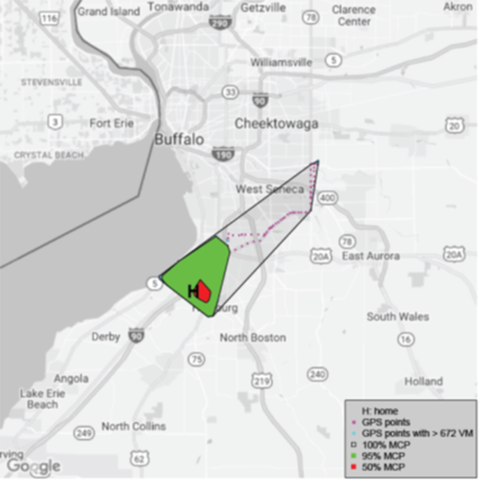 Grand Island
Tonawanda
Getzville
116
290
78
Clarence
Center
Akron
Williamsville
5
STEVENSVILLE
33
90
3
Fort Erie
Buffalo
Cheektowaga
20
CRYSTAL BEACH
190
West Seneca
400
78
20A
East Aurora
20A
5
H
burg
Derby
90
North Boston
South Wales
16
75
Angola
219
240
Holland
Lake Erie
Beach
249
North Collins
62
rving
Google
H: home
GPS points
GPS points with > 672 VM
100% MCP
95% MCP
50% MCP